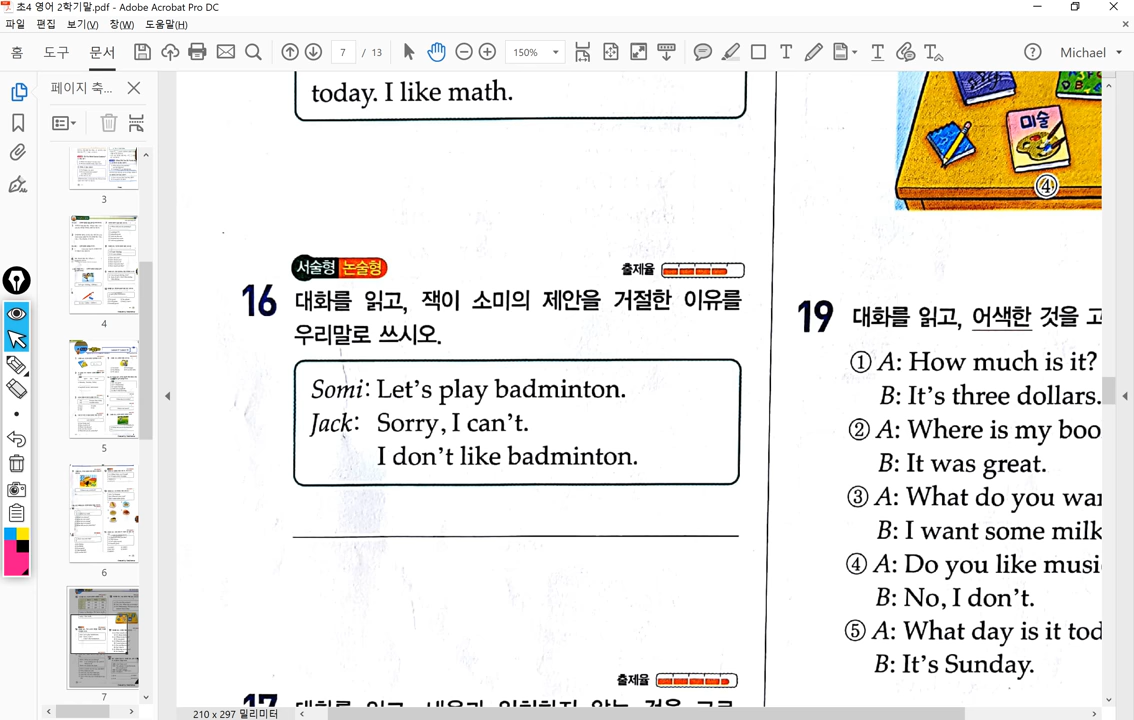 초4 영어 2학기말.pdf - Adobe Acrobat Pro DC
파일 편집 보기(V) 창(W) 도움말(H)
홈 도구 문서 7 / 13 150% Michael
페이지 축...
3
4
5
6
7
today. I like math.
미술
④
서술형 논술형 출제율
16 대화를 읽고, 잭이 소미의 제안을 거절한 이유를
우리말로 쓰시오.
Somi: Let's play badminton.
Jack: Sorry, I can't.
I don't like badminton.
출제율
19 대화를 읽고, 어색한 것을 고
① A: How much is it?
B: It's three dollars.
② A: Where is my boo
B: It was great.
③ A: What do you wan
B: I want some milk
④ A: Do you like musi
B: No, I don't.
⑤ A: What day is it tod
B: It's Sunday.
210 x 297 밀리미터